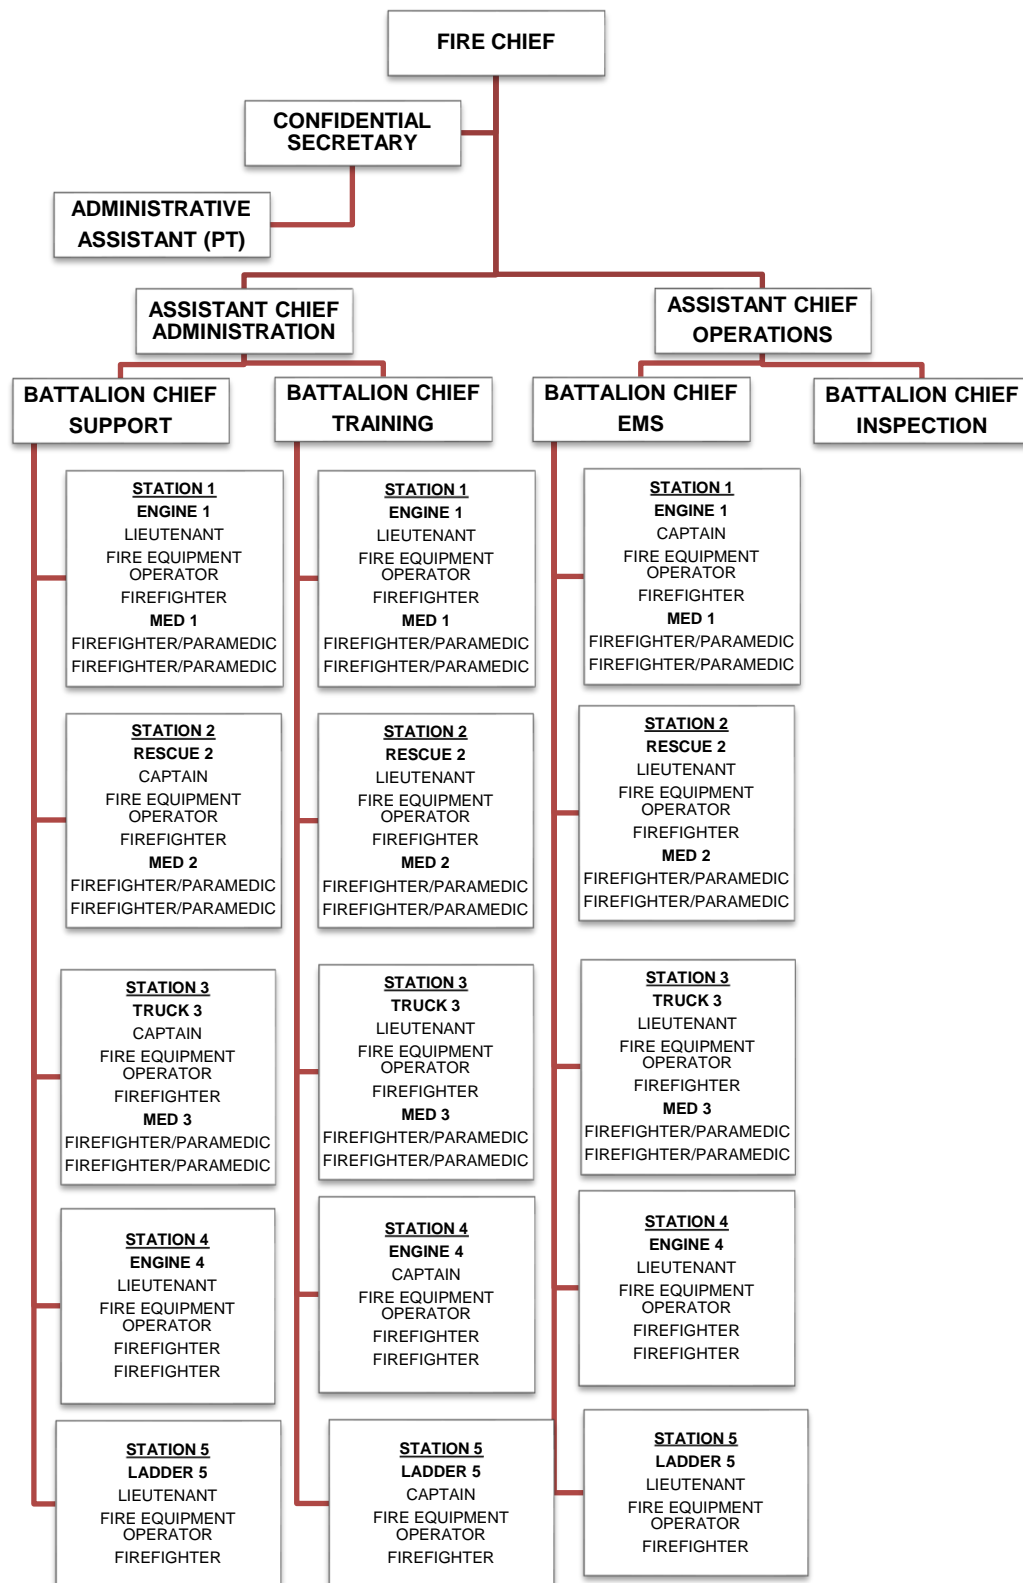 FIRE CHIEF
CONFIDENTIAL
SECRETARY
ADMINISTRATIVE
ASSISTANT (PT)
ASSISTANT CHIEF
ADMINISTRATION
ASSISTANT CHIEF
OPERATIONS
BATTALION CHIEF
SUPPORT
BATTALION CHIEF
TRAINING
BATTALION CHIEF
EMS
BATTALION CHIEF
INSPECTION
STATION 1
ENGINE 1
LIEUTENANT
FIRE EQUIPMENT
OPERATOR
FIREFIGHTER
MED 1
FIREFIGHTER/PARAMEDIC
FIREFIGHTER/PARAMEDIC
STATION 1
ENGINE 1
LIEUTENANT
FIRE EQUIPMENT
OPERATOR
FIREFIGHTER
MED 1
FIREFIGHTER/PARAMEDIC
FIREFIGHTER/PARAMEDIC
STATION 1
ENGINE 1
CAPTAIN
FIRE EQUIPMENT
OPERATOR
FIREFIGHTER
MED 1
FIREFIGHTER/PARAMEDIC
FIREFIGHTER/PARAMEDIC
STATION 2
RESCUE 2
CAPTAIN
FIRE EQUIPMENT
OPERATOR
FIREFIGHTER
MED 2
FIREFIGHTER/PARAMEDIC
FIREFIGHTER/PARAMEDIC
STATION 2
RESCUE 2
LIEUTENANT
FIRE EQUIPMENT
OPERATOR
FIREFIGHTER
MED 2
FIREFIGHTER/PARAMEDIC
FIREFIGHTER/PARAMEDIC
STATION 2
RESCUE 2
LIEUTENANT
FIRE EQUIPMENT
OPERATOR
FIREFIGHTER
MED 2
FIREFIGHTER/PARAMEDIC
FIREFIGHTER/PARAMEDIC
STATION 3
TRUCK 3
CAPTAIN
FIRE EQUIPMENT
OPERATOR
FIREFIGHTER
MED 3
FIREFIGHTER/PARAMEDIC
FIREFIGHTER/PARAMEDIC
STATION 3
TRUCK 3
LIEUTENANT
FIRE EQUIPMENT
OPERATOR
FIREFIGHTER
MED 3
FIREFIGHTER/PARAMEDIC
FIREFIGHTER/PARAMEDIC
STATION 3
TRUCK 3
LIEUTENANT
FIRE EQUIPMENT
OPERATOR
FIREFIGHTER
MED 3
FIREFIGHTER/PARAMEDIC
FIREFIGHTER/PARAMEDIC
STATION 4
ENGINE 4
LIEUTENANT
FIRE EQUIPMENT
OPERATOR
FIREFIGHTER
FIREFIGHTER
STATION 4
ENGINE 4
CAPTAIN
FIRE EQUIPMENT
OPERATOR
FIREFIGHTER
FIREFIGHTER
STATION 4
ENGINE 4
LIEUTENANT
FIRE EQUIPMENT
OPERATOR
FIREFIGHTER
FIREFIGHTER
STATION 5
LADDER 5
LIEUTENANT
FIRE EQUIPMENT
OPERATOR
FIREFIGHTER
STATION 5
LADDER 5
CAPTAIN
FIRE EQUIPMENT
OPERATOR
FIREFIGHTER
STATION 5
LADDER 5
LIEUTENANT
FIRE EQUIPMENT
OPERATOR
FIREFIGHTER